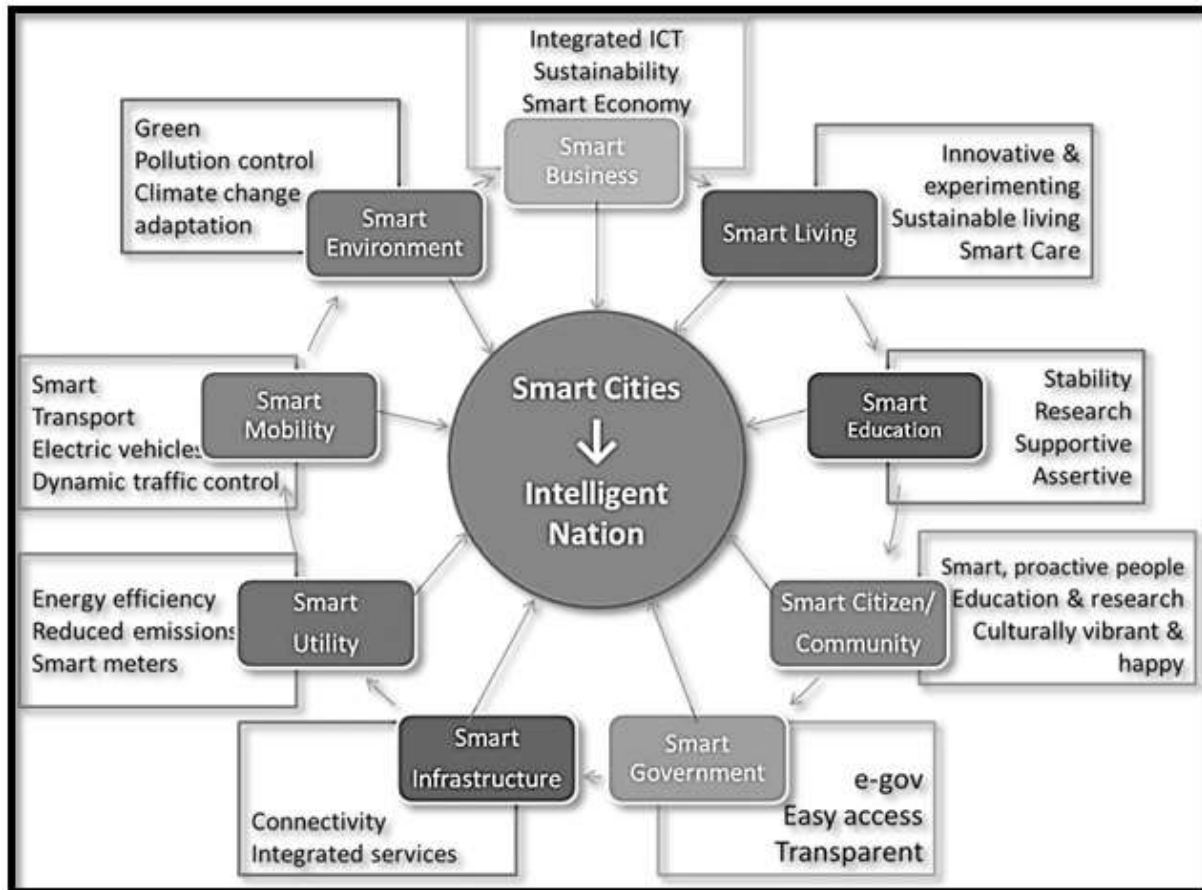 Integrated ICT
Sustainability
Smart Economy
Smart
Business
Innovative &
experimenting
Sustainable living
Smart Care
Smart Living
Stability
Research
Supportive
Assertive
Smart
Education
Smart, proactive people
Education & research
Culturally vibrant &
happy
Smart Citizen/
Community
e-gov
Easy access
Transparent
Smart
Government
Connectivity
Integrated services
Smart
Infrastructure
Energy efficiency
Reduced emissions
Smart meters
Smart
Utility
Smart
Transport
Electric vehicles
Dynamic traffic control
Smart
Mobility
Green
Pollution control
Climate change
adaptation
Smart
Environment
Smart Cities
Intelligent
Nation